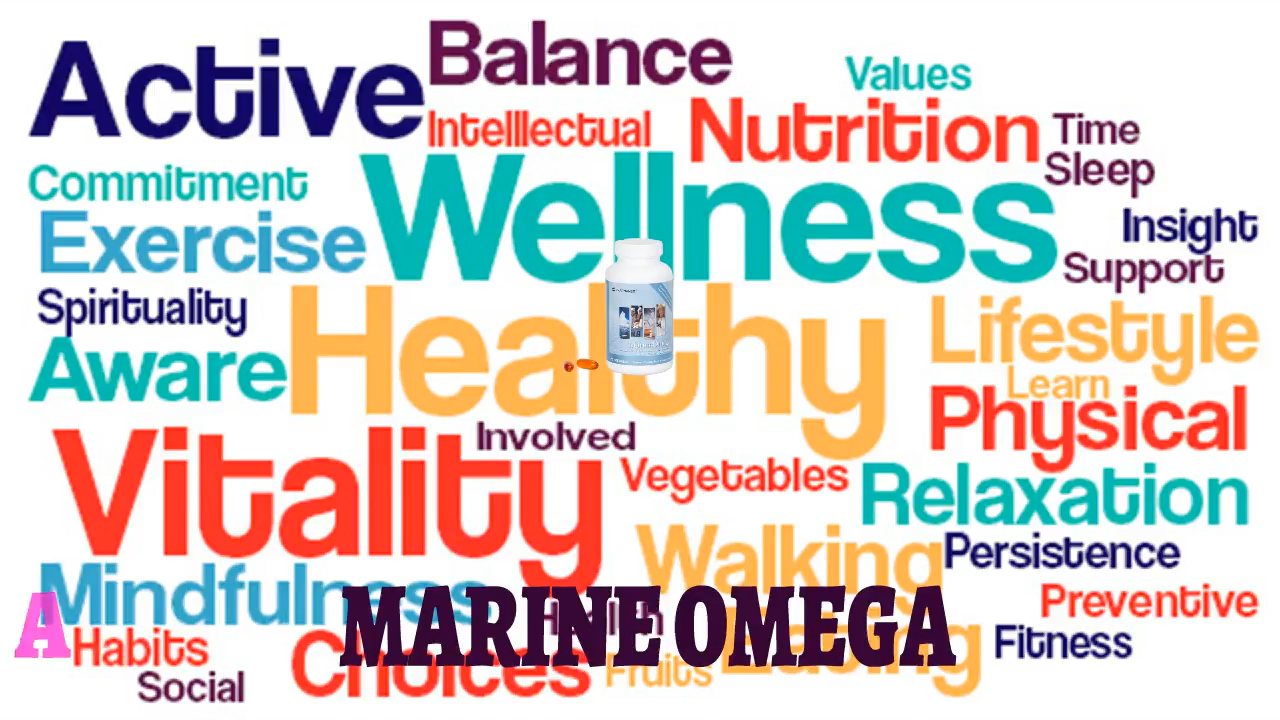 Active
Balance
Values
Intelllectual
Nutrition
Time
Commitment
Wellness
Sleep
Exercise
Insight
Support
Spirituality
Healthy
Lifestyle
Aware
Learn
Physical
Involved
Vitality
Vegetables
Relaxation
Walking
Persistence
Mindfulness
Preventive
A
MARINE OMEGA
Habits
Choices
Fruits
Fitness
Social